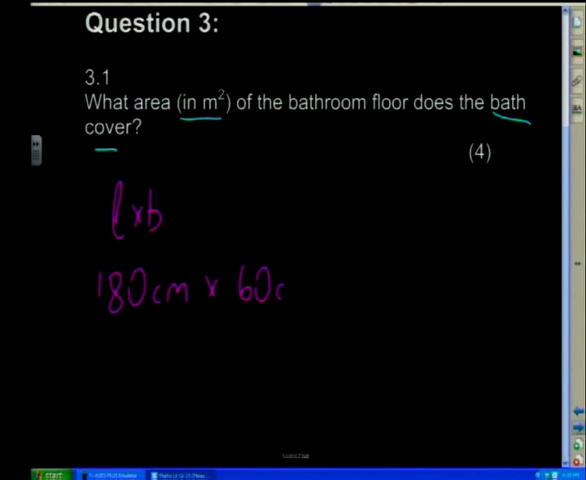 Question 3:
3.1
What area (in m²) of the bathroom floor does the bath
cover?
(4)
l x b
180cm x 60c
start